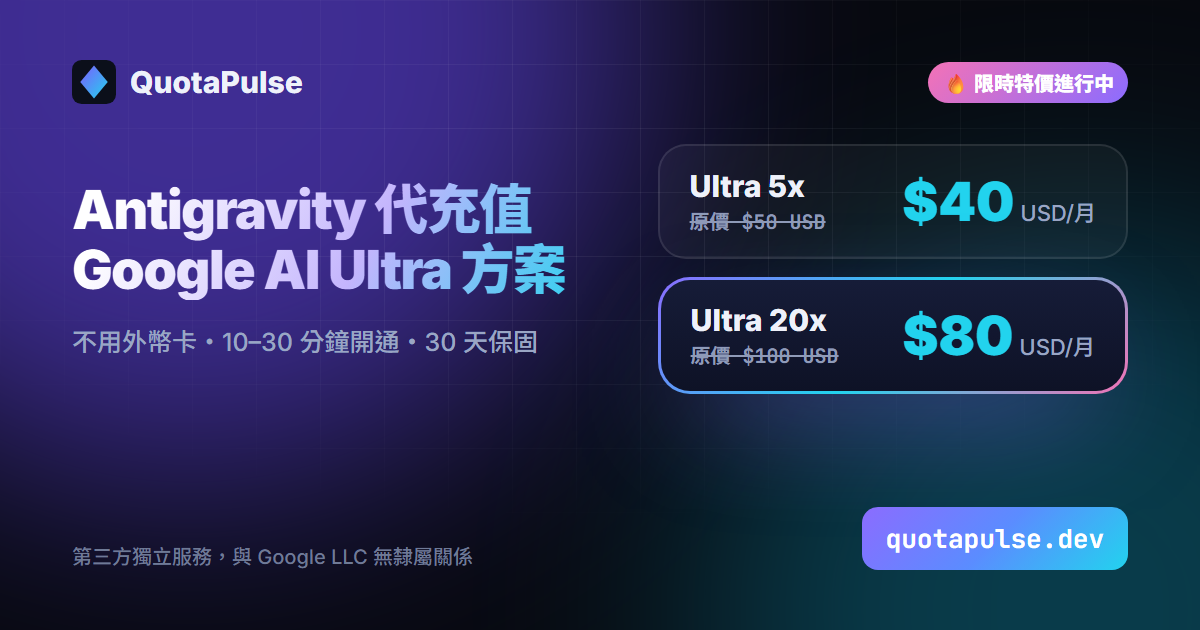 QuotaPulse
🔥 限時特價進行中
Antigravity 代充值
Google AI Ultra 方案
不用外幣卡・10–30 分鐘開通・30 天保固
Ultra 5x
原價 $50 USD
$40 USD/月
Ultra 20x
原價 $100 USD
$80 USD/月
第三方獨立服務，與 Google LLC 無隸屬關係
quotapulse.dev